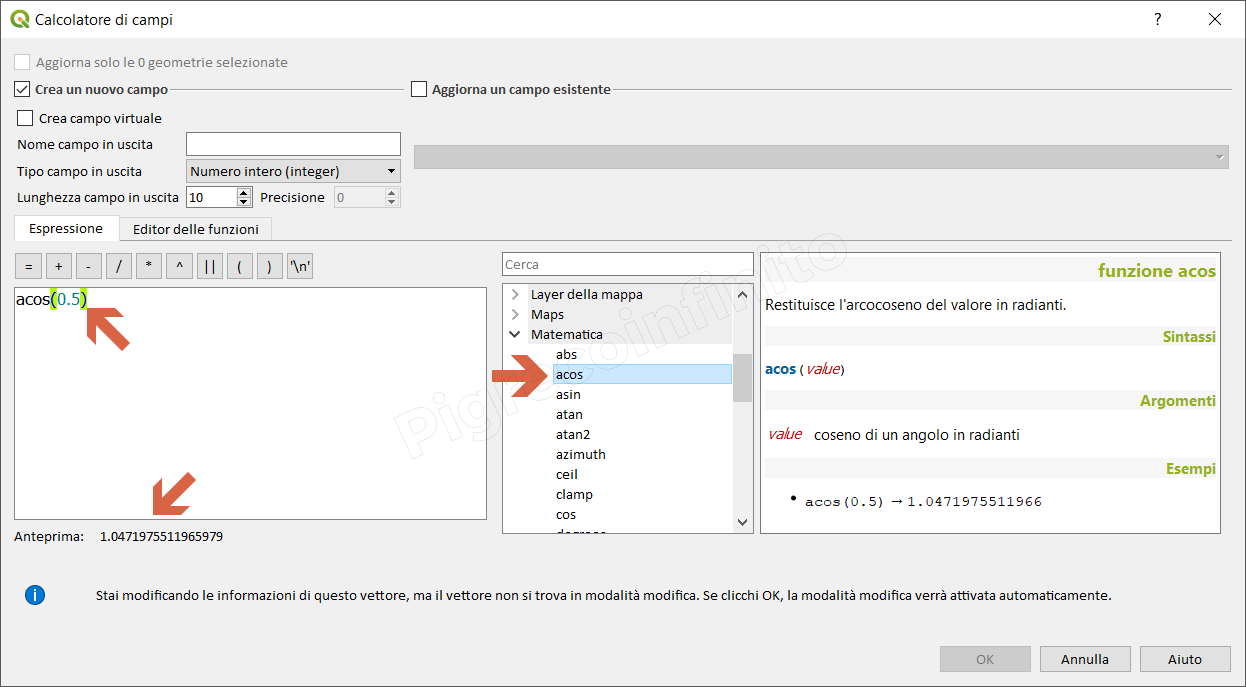 Calcolatore di campi
?
Aggiorna solo le 0 geometrie selezionate
Crea un nuovo campo
Aggiorna un campo esistente
Crea campo virtuale
Nome campo in uscita
Tipo campo in uscita
Numero intero (integer)
Lunghezza campo in uscita
10
Precisione
0
Espressione
Editor delle funzioni
= + - / * ^ || ( ) '\n'
acos(0.5)
Anteprima: 1.0471975511965979
Cerca
Layer della mappa
Maps
Matematica
abs
acos
asin
atan
atan2
azimuth
ceil
clamp
cos
degrees
funzione acos
Restituisce l'arcocoseno del valore in radianti.
Sintassi
acos (value)
Argomenti
value coseno di un angolo in radianti
Esempi
• acos(0.5) → 1.0471975511966
Pigrecoinfinito
Stai modificando le informazioni di questo vettore, ma il vettore non si trova in modalità modifica. Se clicchi OK, la modalità modifica verrà attivata automaticamente.
OK
Annulla
Aiuto